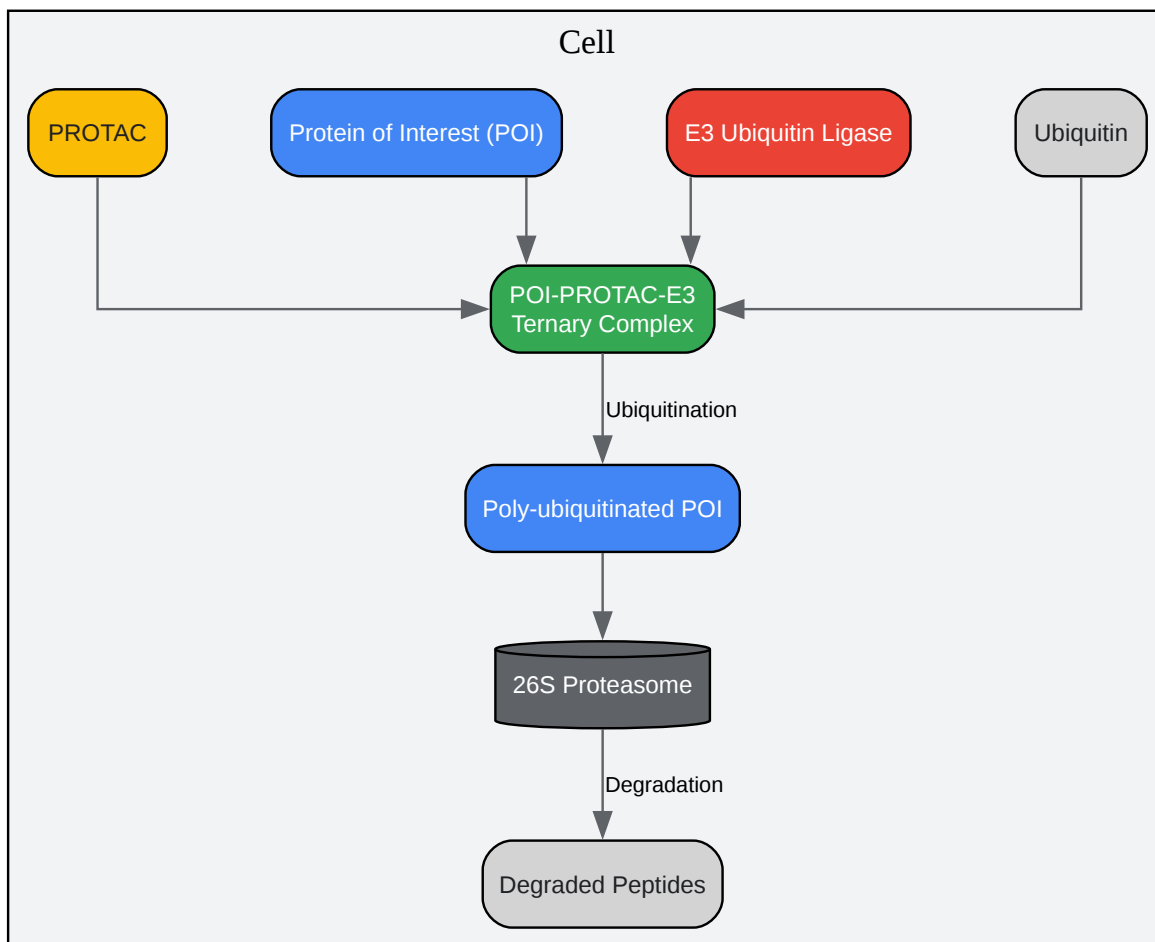 Cell
PROTAC
Protein of Interest (POI)
E3 Ubiquitin Ligase
Ubiquitin
POI-PROTAC-E3
Ternary Complex
Ubiquitination
Poly-ubiquitinated POI
26S Proteasome
Degradation
Degraded Peptides